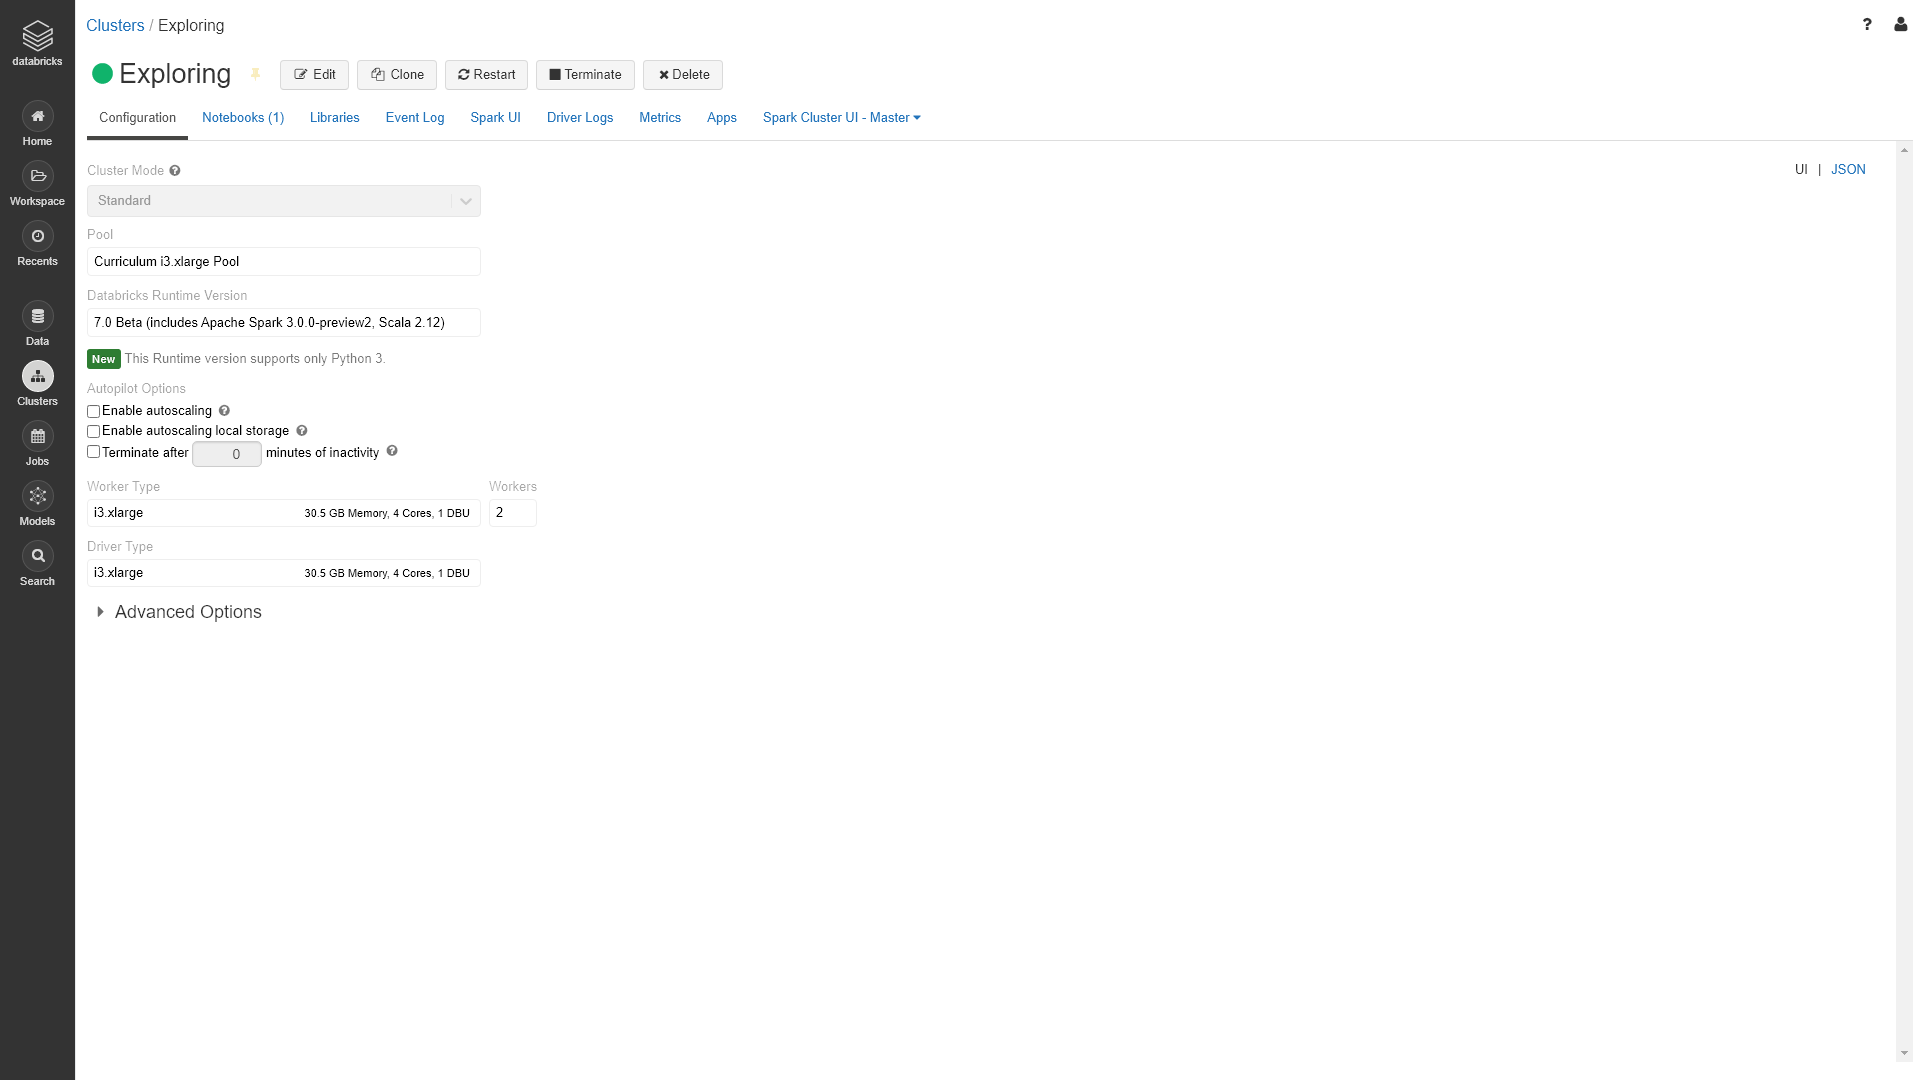 databricks
Home
Workspace
Recents
Data
Clusters
Jobs
Models
Search
Clusters / Exploring
?
Exploring
Edit Clone Restart Terminate Delete
Configuration Notebooks (1) Libraries Event Log Spark UI Driver Logs Metrics Apps Spark Cluster UI - Master
UI | JSON
Cluster Mode ?
Standard
Pool
Curriculum i3.xlarge Pool
Databricks Runtime Version
7.0 Beta (includes Apache Spark 3.0.0-preview2, Scala 2.12)
New This Runtime version supports only Python 3.
Autopilot Options
Enable autoscaling ?
Enable autoscaling local storage ?
Terminate after 0 minutes of inactivity ?
Worker Type Workers
i3.xlarge 30.5 GB Memory, 4 Cores, 1 DBU 2
Driver Type
i3.xlarge 30.5 GB Memory, 4 Cores, 1 DBU
Advanced Options